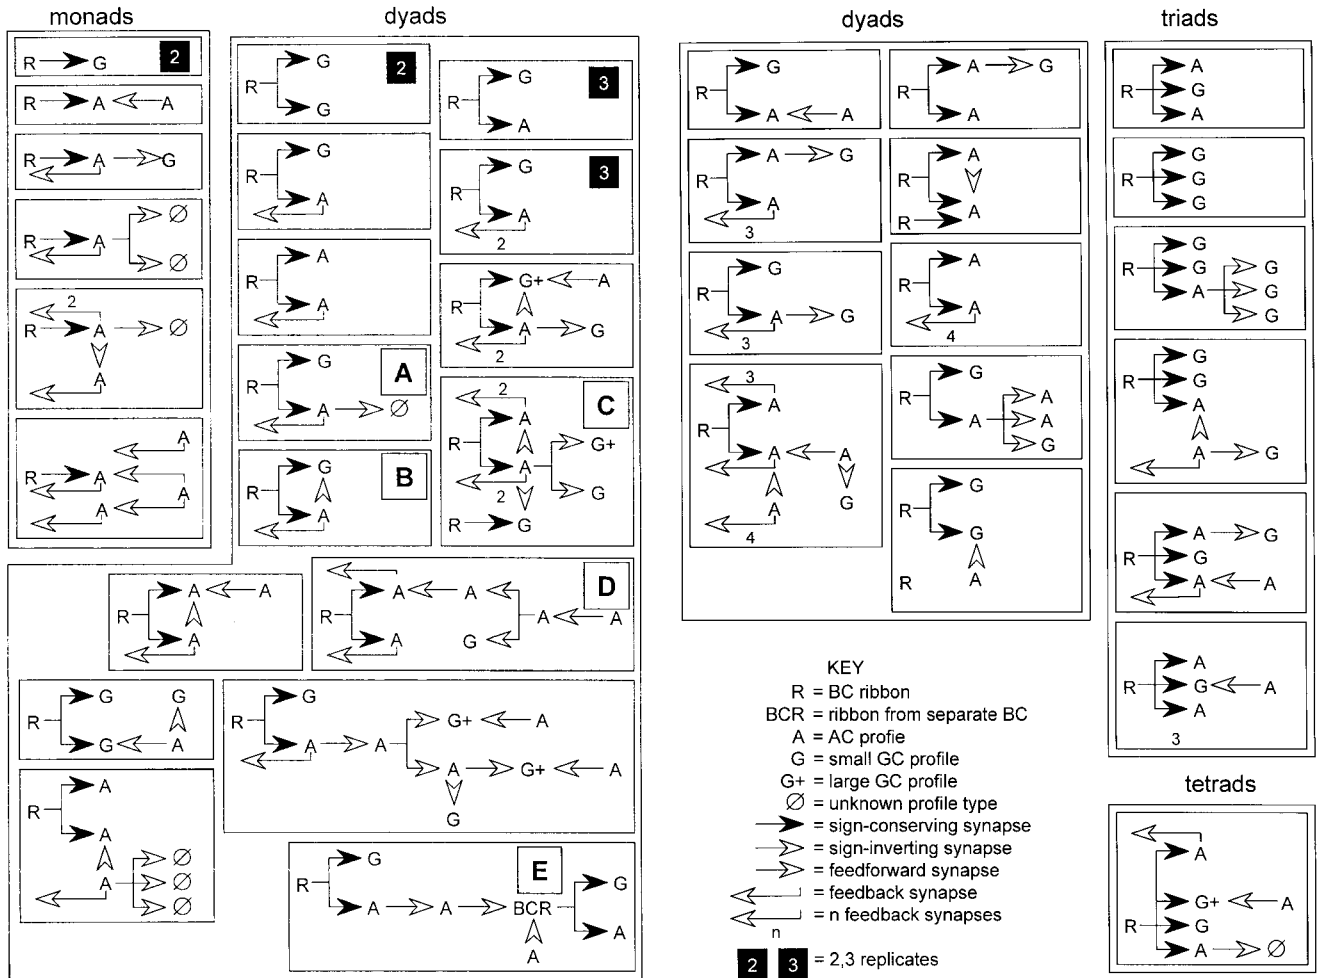 monads
R G 2
R A A
R A G
R A Ø
Ø
2
R A Ø
A
A
R A
A
A
dyads
G
R 2
G
G
R
A
A
R
A
G A
R
A Ø
G B
R
A
G
R 3
A
G
R 3
A
2
G+ A
R
A G
2
2 C
A
R G+
A
2 G
R G
A A
R
A
D
A A
R A A
A G
G G
R
G A
A
R
A
Ø
A Ø
Ø
G
R G+ A
A A
A G+ A
G
G E
R G
A A BCR
A
A
dyads
G
R
A A
A G
R
A
3
G
R
A G
3
3
A
R
A A
A G
4
A G
R
A
A
R
A
R
A
R
A
4
G
R A
A A
G
G
R
G
R A
triads
A
R G
A
G
R G
G
G
R G G
A G
G
G
R G
A
A G
A G
R G
A A
A
R G A
A
3
tetrads
A
G+ A
R G
A Ø
KEY
R = BC ribbon
BCR = ribbon from separate BC
A = AC profie
G = small GC profile
G+ = large GC profile
Ø = unknown profile type
= sign-conserving synapse
= sign-inverting synapse
= feedforward synapse
= feedback synapse
= n feedback synapses
n
2 3 = 2,3 replicates